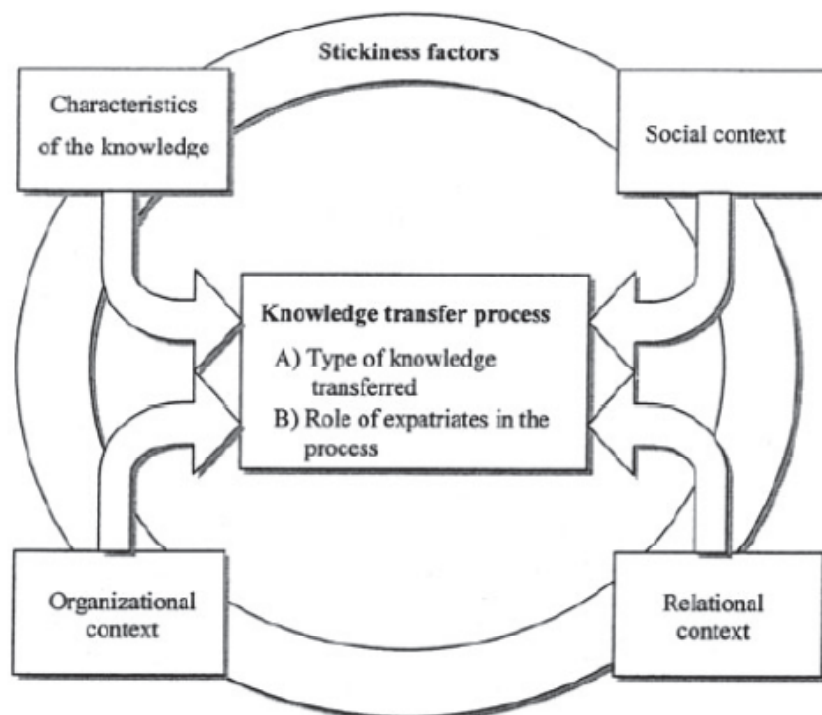 Stickiness factors
Characteristics
of the knowledge
Social context
Knowledge transfer process
A) Type of knowledge
transferred
B) Role of expatriates in the
process
Organizational
context
Relational
context